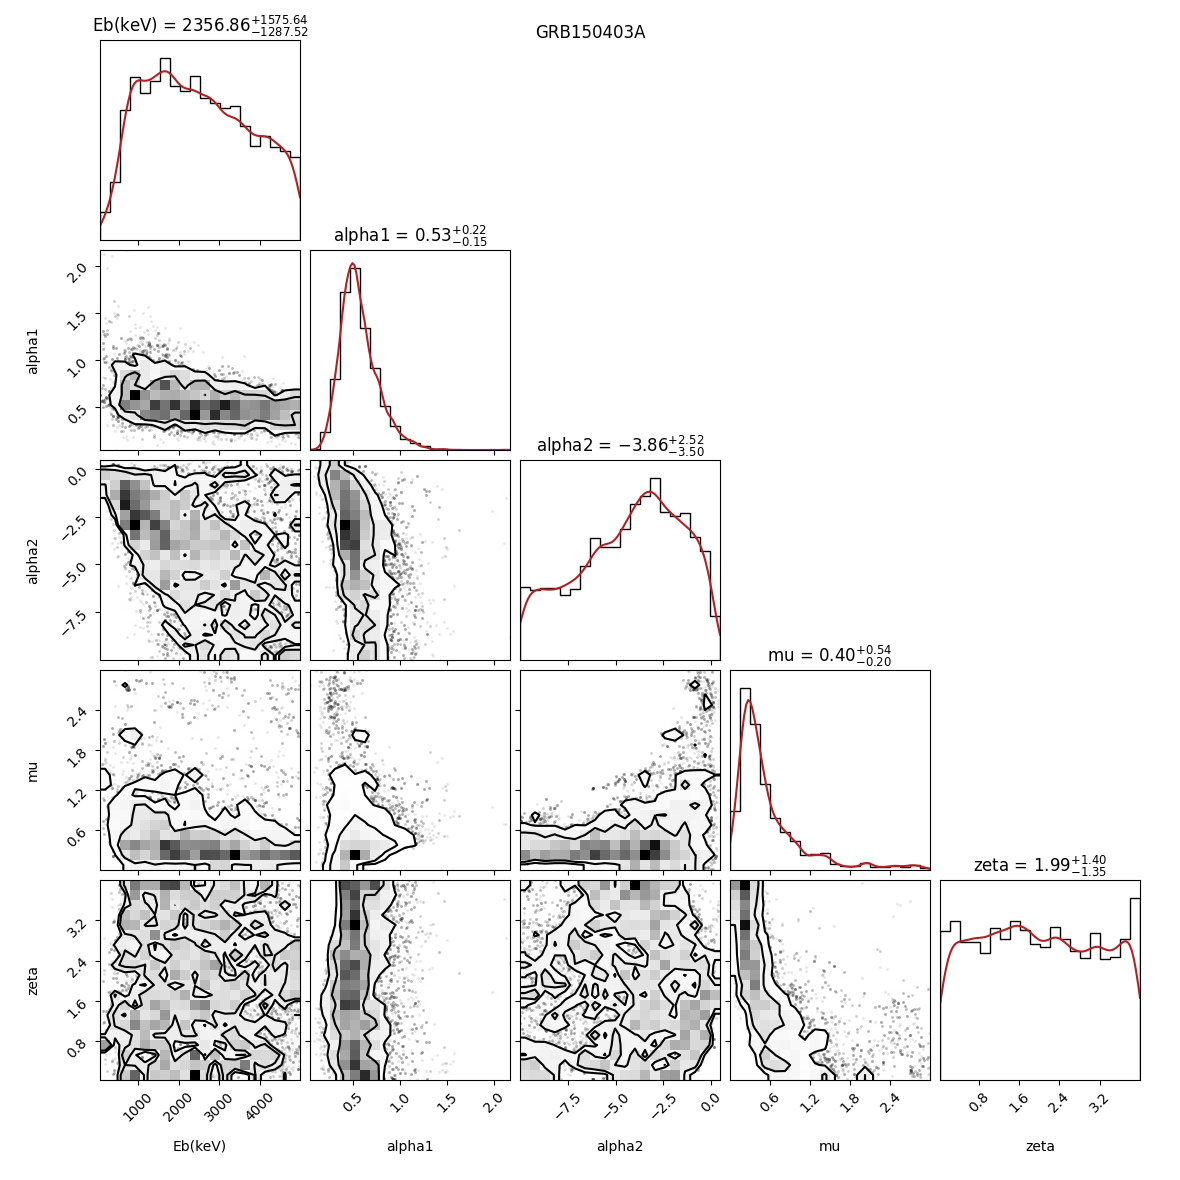 GRB150403A
Eb(keV) = 2356.86 +1575.64 −1287.52
alpha1 = 0.53 +0.22 −0.15
2.0
1.5
1.0
0.5
alpha1
alpha2 = −3.86 +2.52 −3.50
0.0
−2.5
−5.0
−7.5
alpha2
mu = 0.40 +0.54 −0.20
2.4
1.8
1.2
0.6
mu
zeta = 1.99 +1.40 −1.35
3.2
2.4
1.6
0.8
zeta
1000 2000 3000 4000
0.5 1.0 1.5 2.0
−7.5 −5.0 −2.5 0.0
0.6 1.2 1.8 2.4
0.8 1.6 2.4 3.2
Eb(keV) alpha1 alpha2 mu zeta